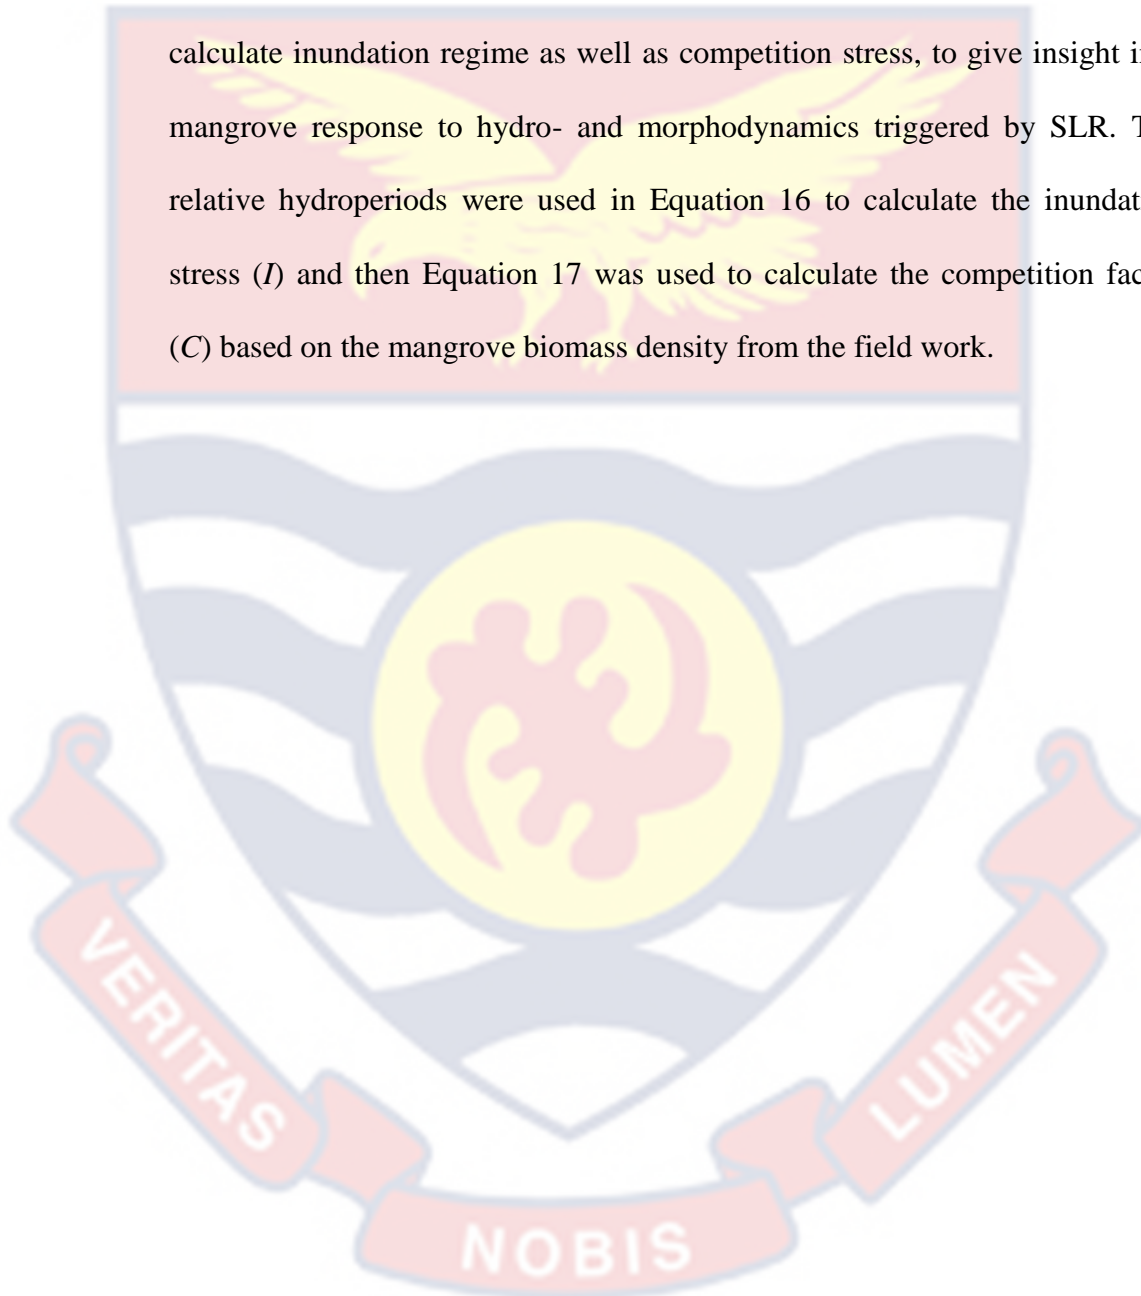 calculate inundation regime as well as competition stress, to give insight i
mangrove response to hydro- and morphodynamics triggered by SLR. T
relative hydroperiods were used in Equation 16 to calculate the inundat
stress (I) and then Equation 17 was used to calculate the competition fac
(C) based on the mangrove biomass density from the field work.
VERITAS
NOBIS
LUMEN